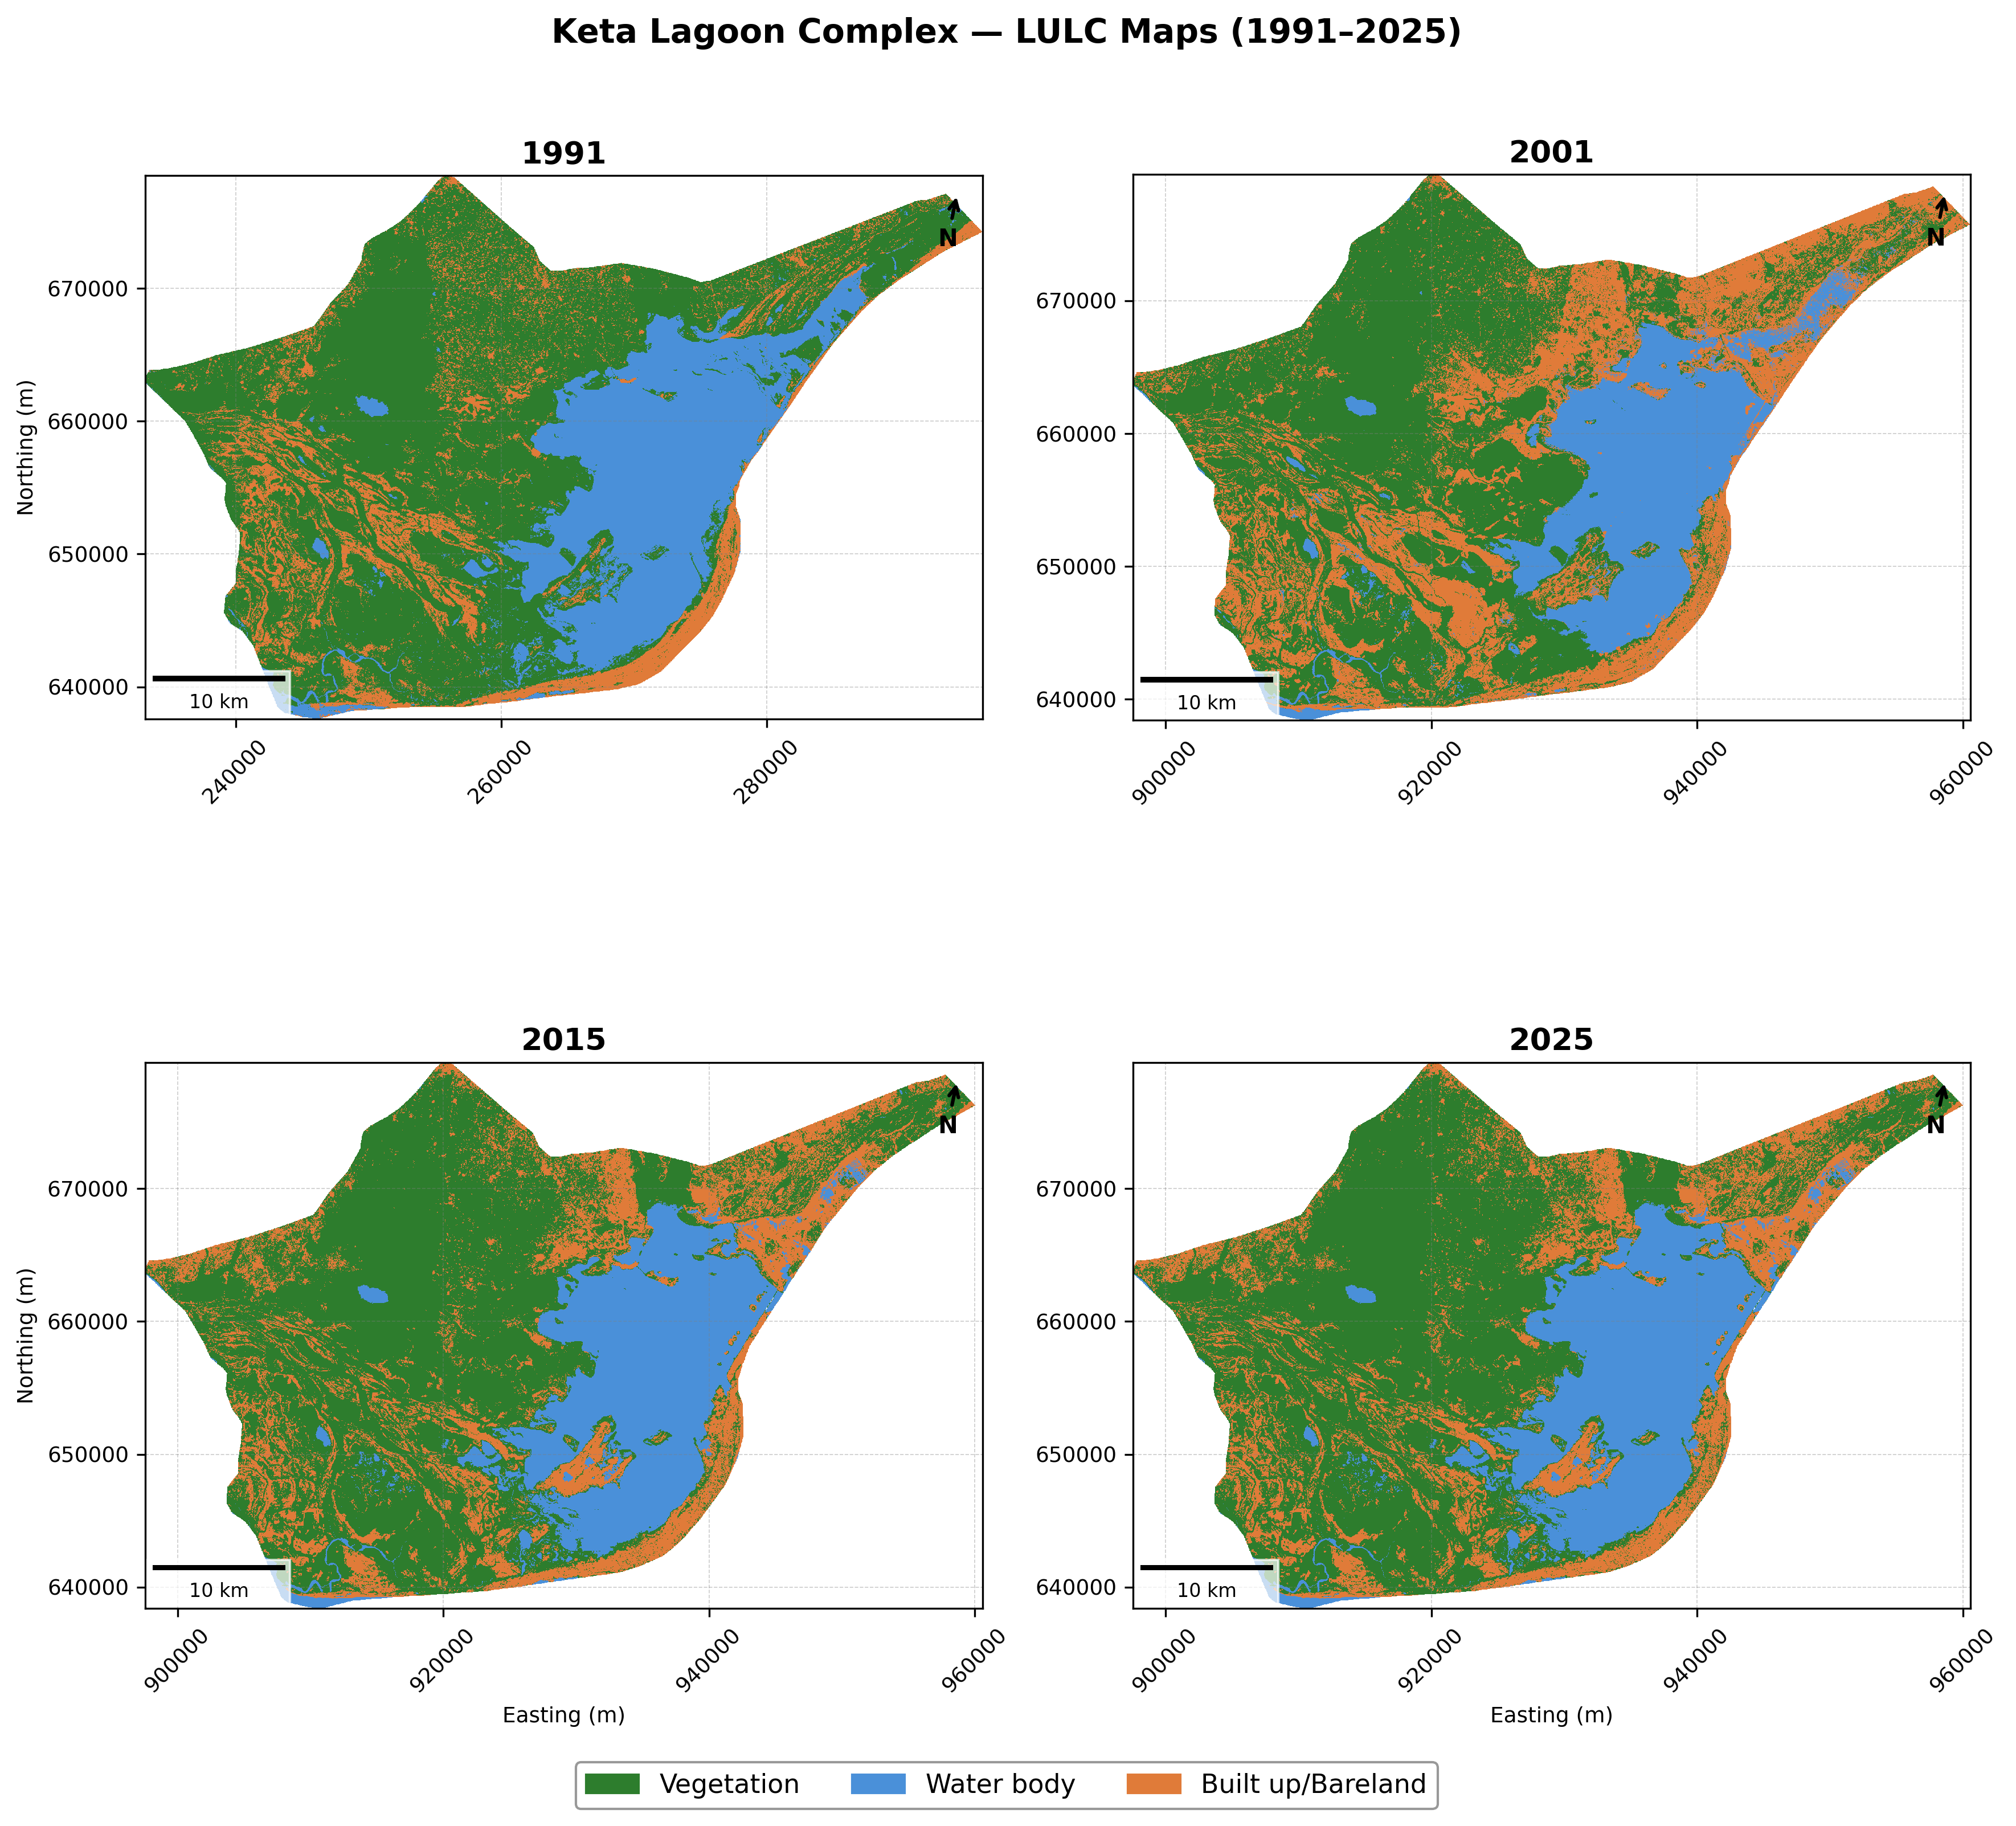 Keta Lagoon Complex — LULC Maps (1991–2025)
1991
2001
N
N
670000
660000
650000
640000
Northing (m)
10 km
240000
260000
280000
670000
660000
650000
640000
10 km
900000
920000
940000
960000
2015
2025
N
N
670000
660000
650000
640000
Northing (m)
10 km
900000
920000
940000
960000
Easting (m)
670000
660000
650000
640000
10 km
900000
920000
940000
960000
Easting (m)
Vegetation
Water body
Built up/Bareland